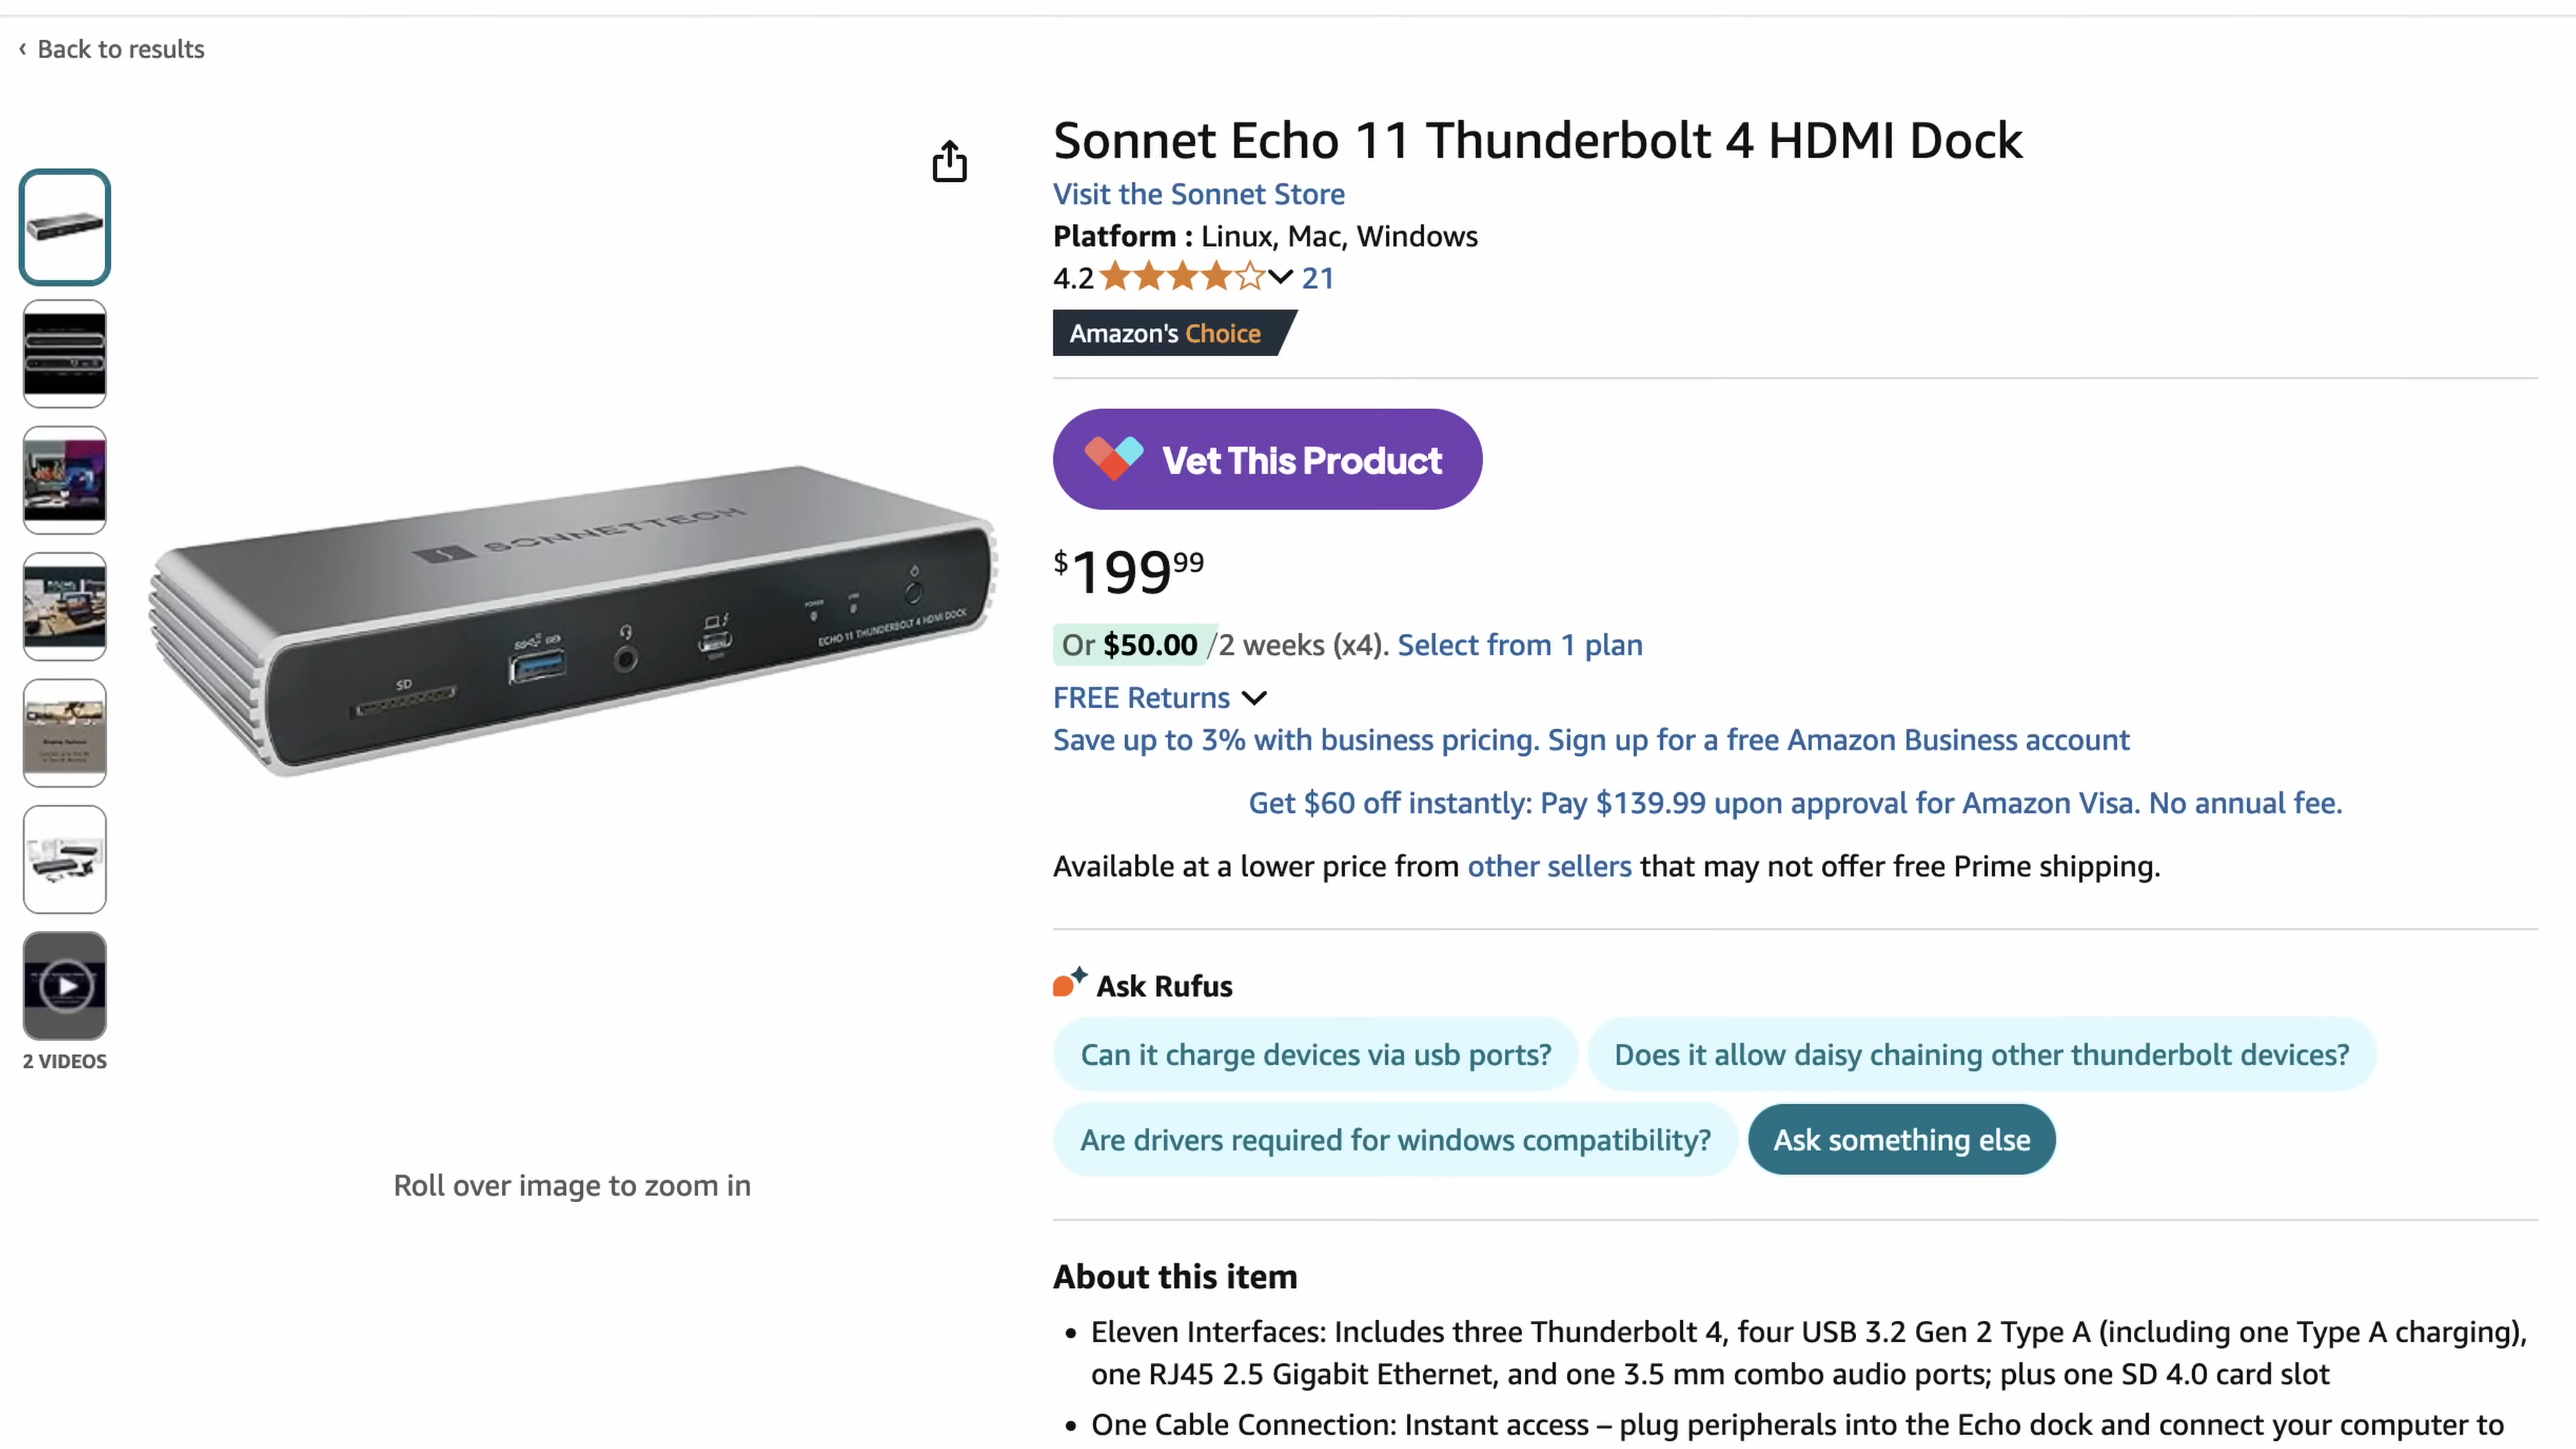 ‹ Back to results
Sonnet Echo 11 Thunderbolt 4 HDMI Dock
Visit the Sonnet Store
Platform : Linux, Mac, Windows
4.2 21
Amazon's Choice
Vet This Product
$199 99
Or $50.00 /2 weeks (x4). Select from 1 plan
FREE Returns
Save up to 3% with business pricing. Sign up for a free Amazon Business account
Get $60 off instantly: Pay $139.99 upon approval for Amazon Visa. No annual fee.
Available at a lower price from other sellers that may not offer free Prime shipping.
Ask Rufus
Can it charge devices via usb ports? Does it allow daisy chaining other thunderbolt devices?
Are drivers required for windows compatibility? Ask something else
About this item
• Eleven Interfaces: Includes three Thunderbolt 4, four USB 3.2 Gen 2 Type A (including one Type A charging),
one RJ45 2.5 Gigabit Ethernet, and one 3.5 mm combo audio ports; plus one SD 4.0 card slot
• One Cable Connection: Instant access – plug peripherals into the Echo dock and connect your computer to
SONNETTECH
SD
POWER
ECHO 11 THUNDERBOLT 4 HDMI DOCK
2 VIDEOS
Roll over image to zoom in